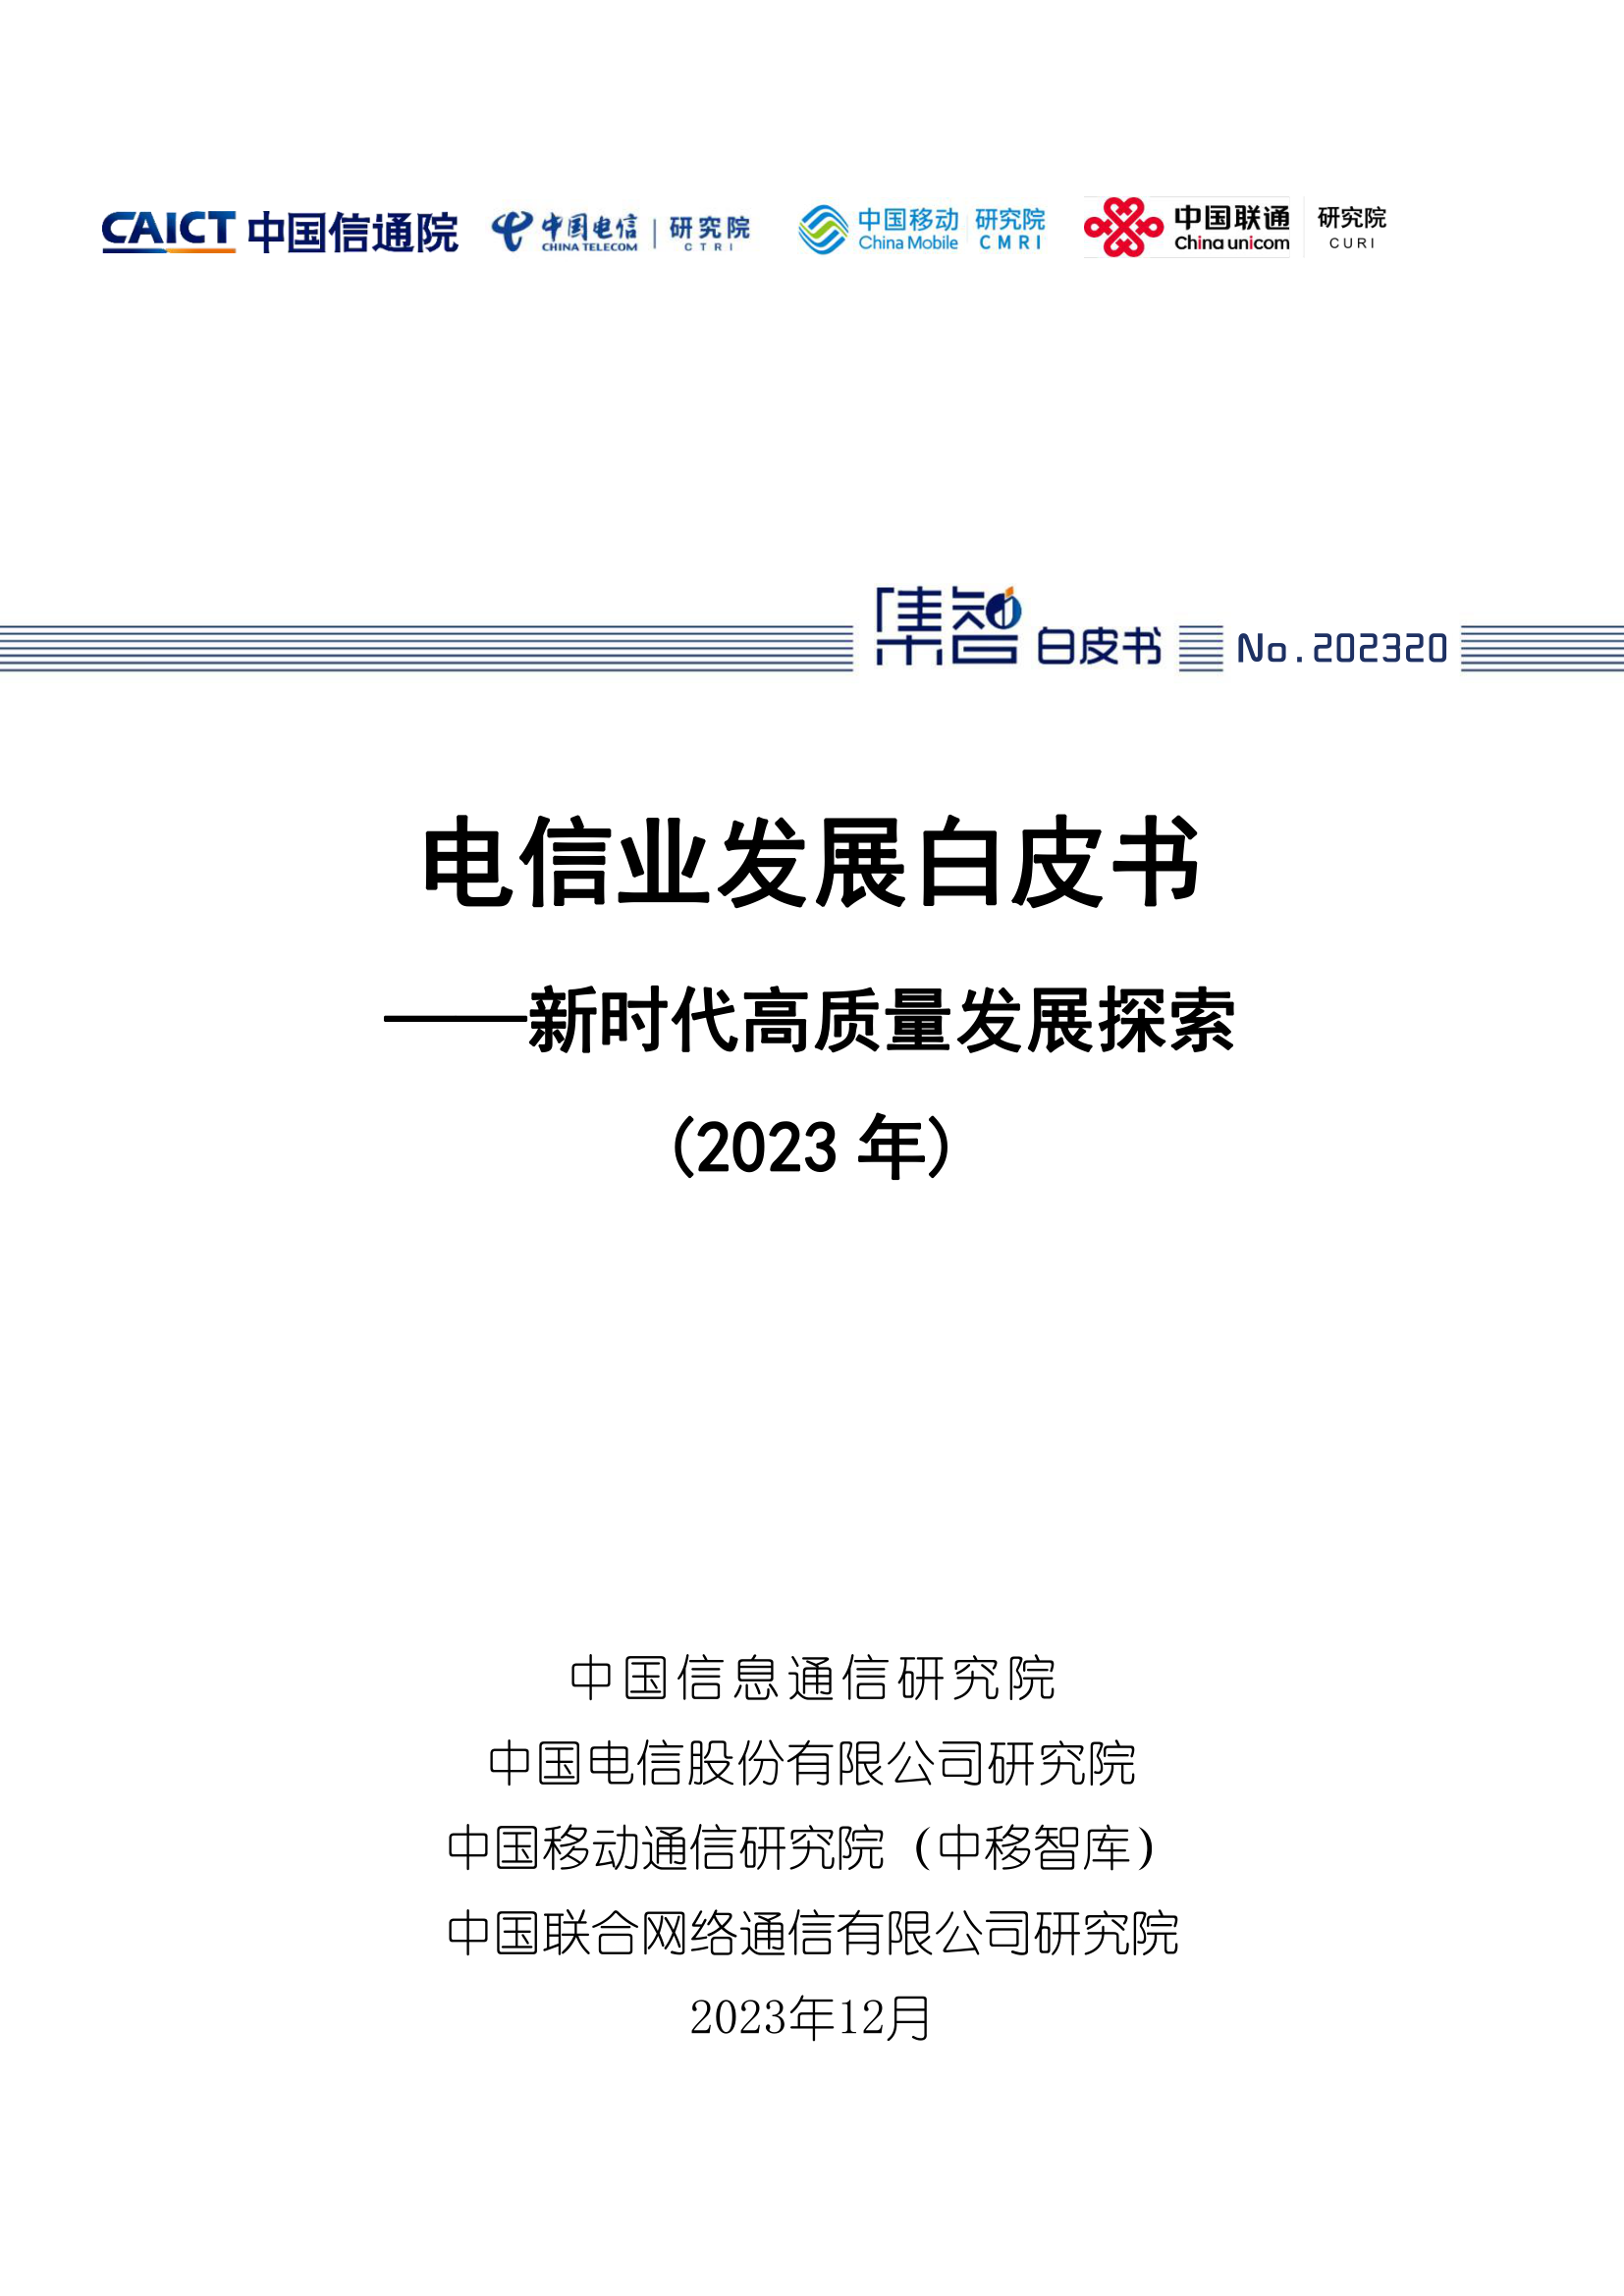 CAICT 中国信通院 中国电信 CHINA TELECOM 研究院 CTRI 中国移动 China Mobile 研究院 CMRI 中国联通 China unicom 研究院 CURI
集智白皮书 No.202320
电信业发展白皮书
——新时代高质量发展探索
（2023 年）
中国信息通信研究院
中国电信股份有限公司研究院
中国移动通信研究院（中移智库）
中国联合网络通信有限公司研究院
2023年12月